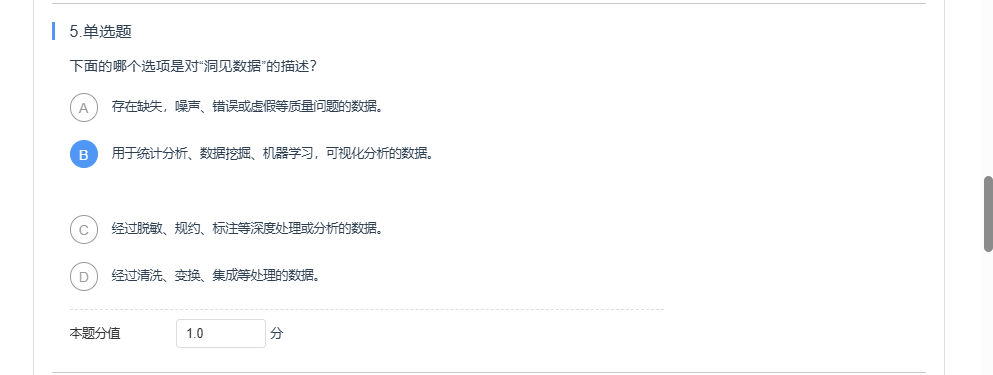 5.单选题
下面的哪个选项是对“洞见数据”的描述？
A 存在缺失，噪声、错误或虚假等质量问题的数据。
B 用于统计分析、数据挖掘、机器学习，可视化分析的数据。
C 经过脱敏、规约、标注等深度处理或分析的数据。
D 经过清洗、变换、集成等处理的数据。
本题分值 1.0 分